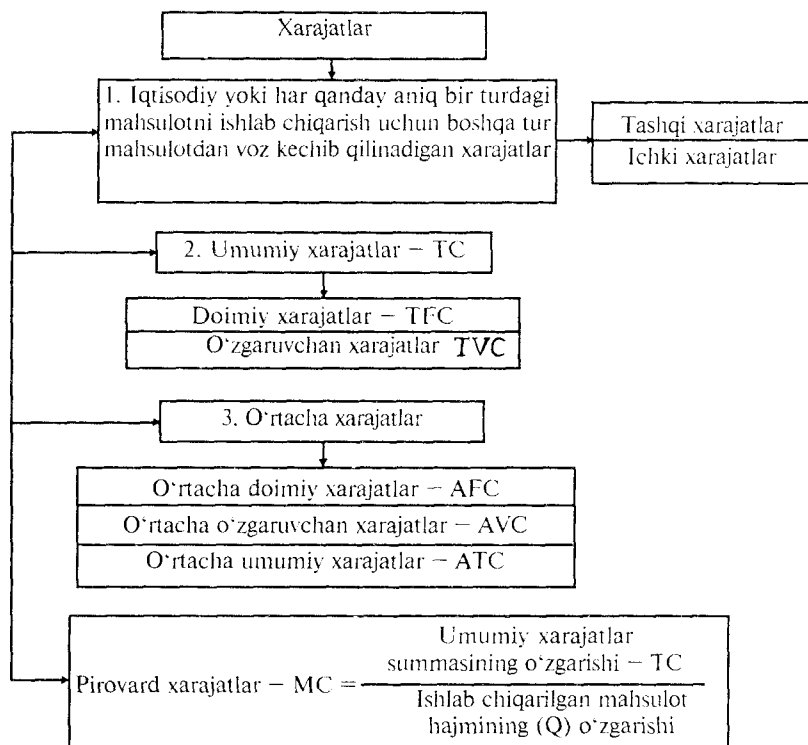 Xarajatlar
1. Iqtisodiy yoki har qanday aniq bir turdagi
mahsulotni ishlab chiqarish uchun boshqa tur
mahsulotdan voz kechib qilinadigan xarajatlar
Tashqi xarajatlar
Ichki xarajatlar
2. Umumiy xarajatlar – TC
Doimiy xarajatlar – TFC
O‘zgaruvchan xarajatlar TVC
3. O‘rtacha xarajatlar
O‘rtacha doimiy xarajatlar – AFC
O‘rtacha o‘zgaruvchan xarajatlar – AVC
O‘rtacha umumiy xarajatlar – ATC
Pirovard xarajatlar – MC =
Umumiy xarajatlar
summasining o‘zgarishi – TC
Ishlab chiqarilgan mahsulot
hajmining (Q) o‘zgarishi